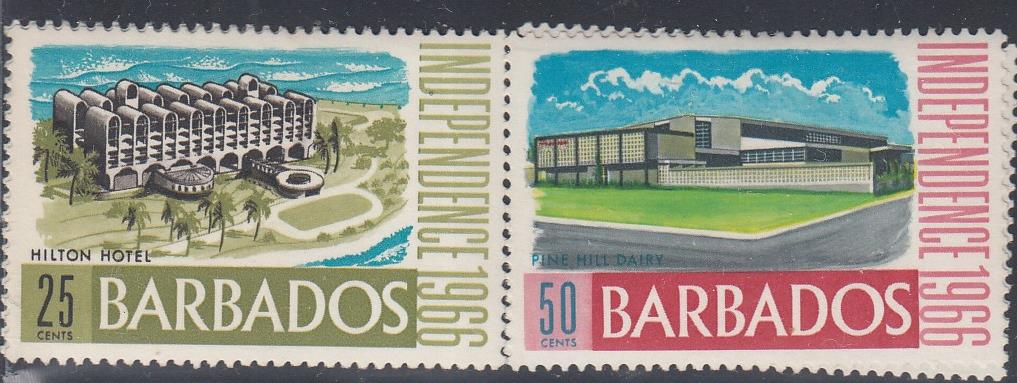 INDEPENDENCE 1966
HILTON HOTEL
25
CENTS
BARBADOS
INDEPENDENCE 1966
PINE HILL DAIRY
50
CENTS
BARBADOS